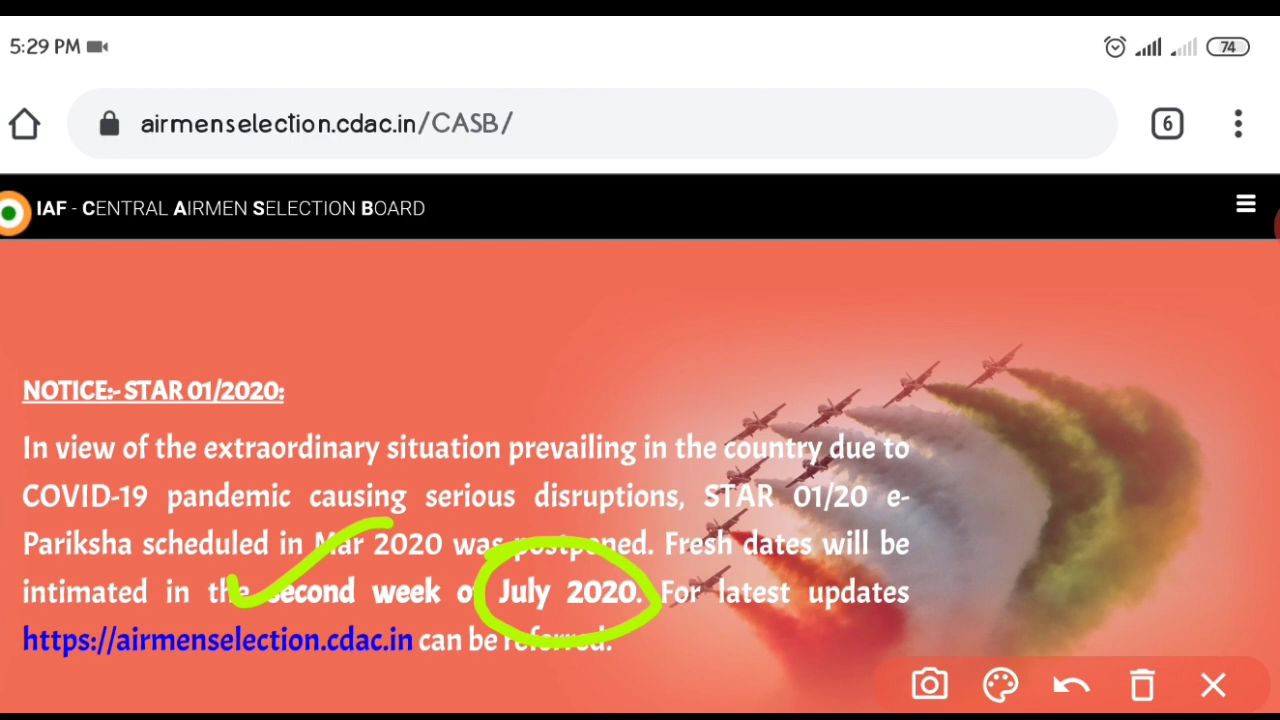 5:29 PM
74
airmenselection.cdac.in/CASB/
6
IAF - CENTRAL AIRMEN SELECTION BOARD
NOTICE:- STAR 01/2020:
In view of the extraordinary situation prevailing in the country due to
COVID-19 pandemic causing serious disruptions, STAR 01/20 e-
Pariksha scheduled in Mar 2020 was postponed. Fresh dates will be
intimated in the second week of July 2020. For latest updates
https://airmenselection.cdac.in can be referred.